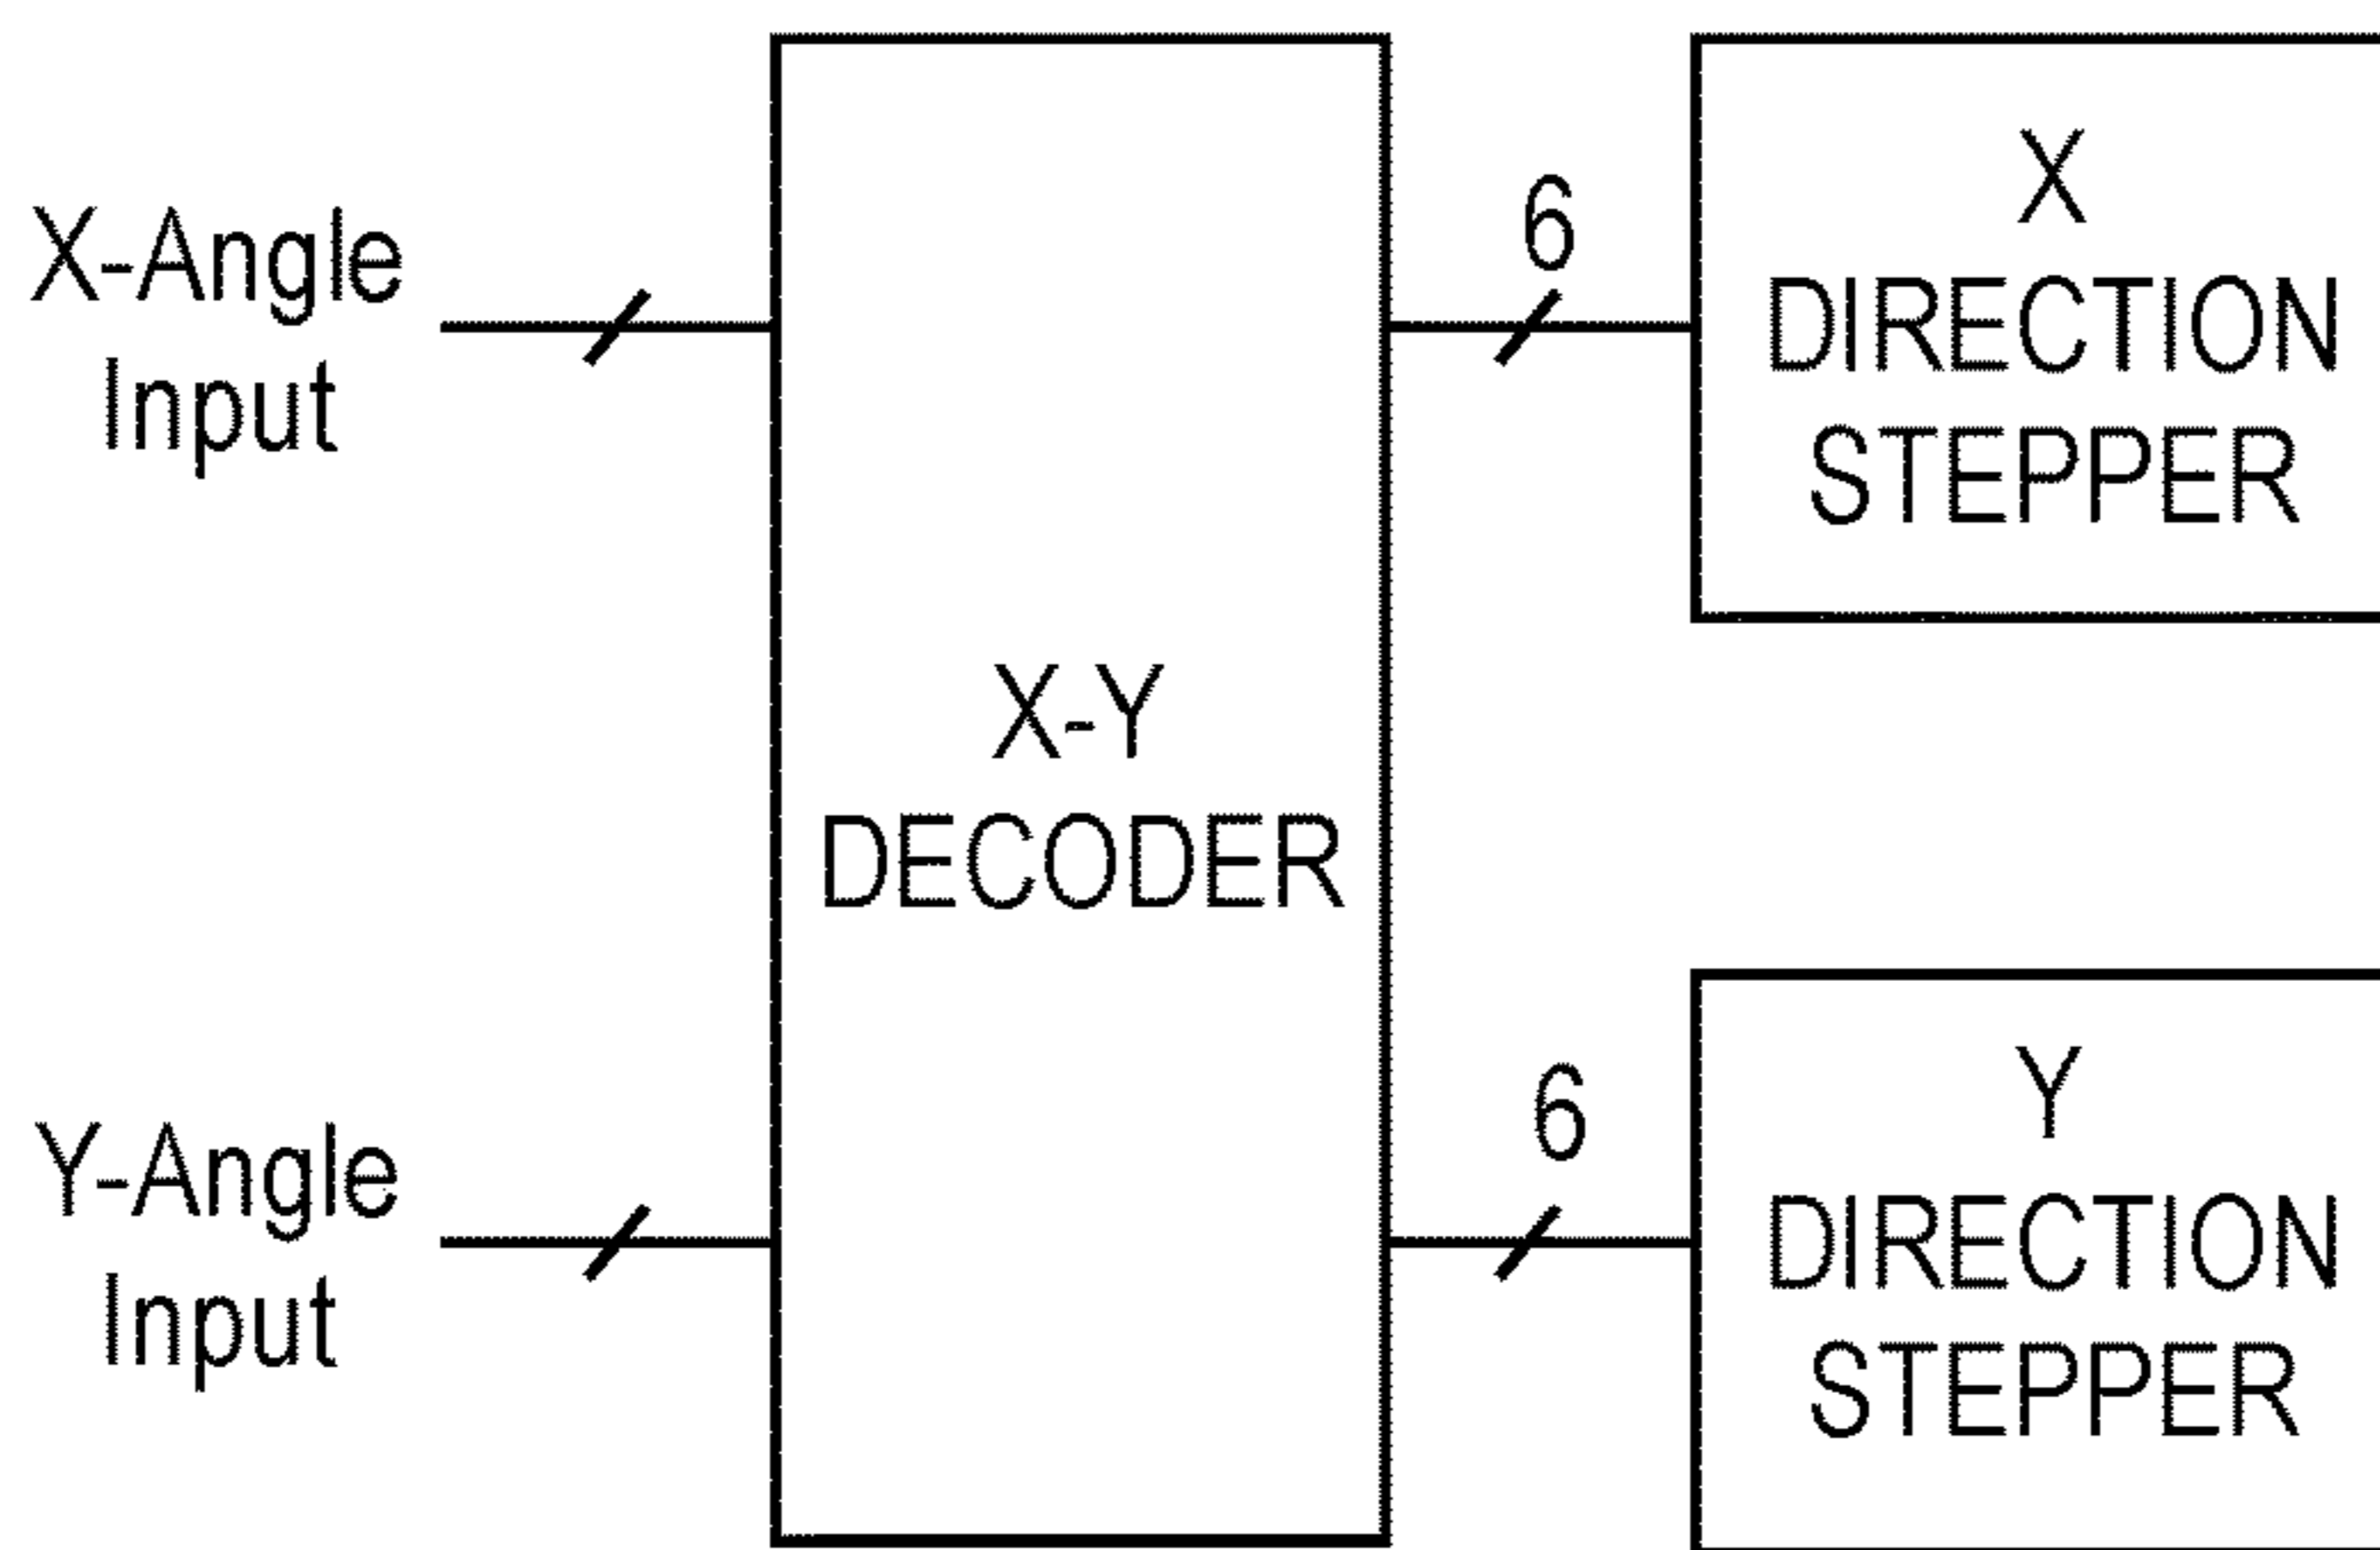 X-Angle
Input
6
X
DIRECTION
STEPPER
X-Y
DECODER
Y-Angle
Input
6
Y
DIRECTION
STEPPER